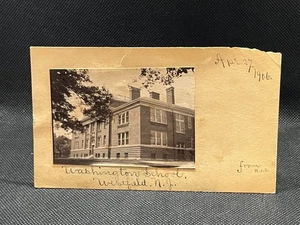 Apr. 27,
1906.
Washington School.
Westfield, N.J.
from